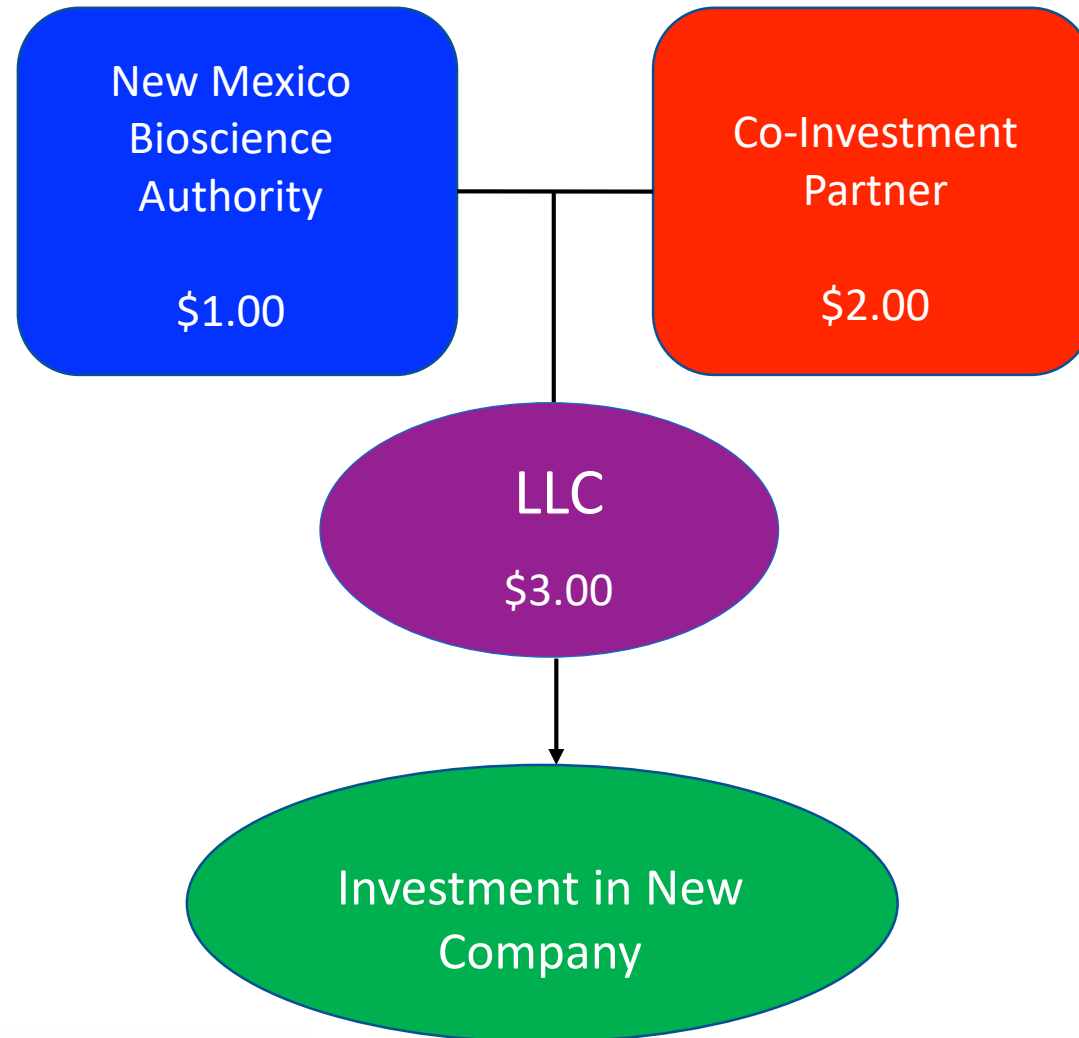 New Mexico
Bioscience
Authority
$1.00
Co-Investment
Partner
$2.00
LLC
$3.00
Investment in New
Company